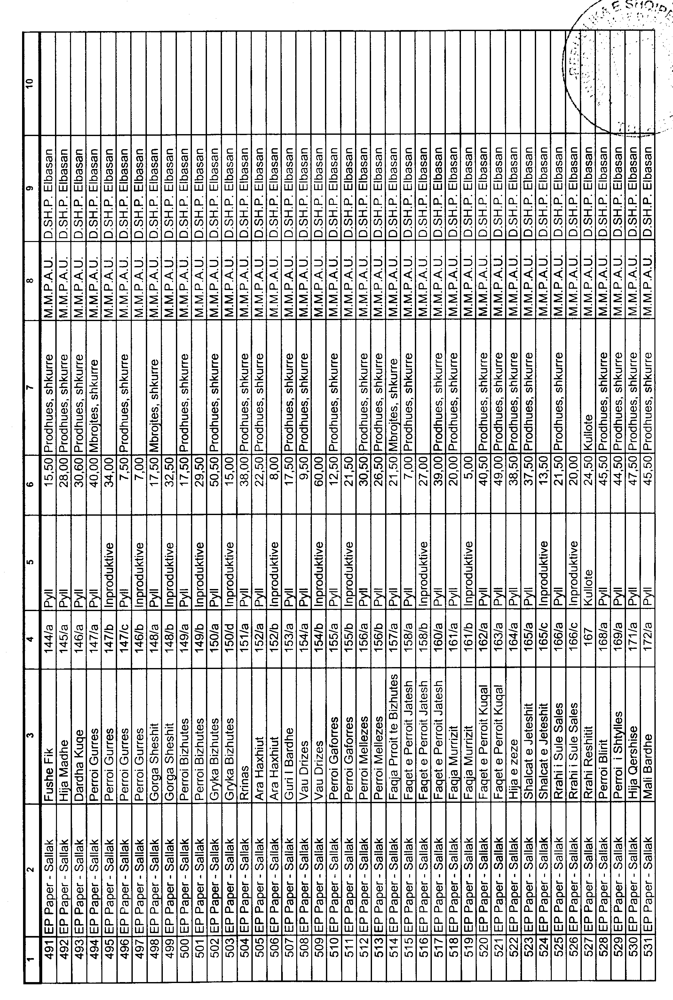 1 2 3 4 5 6 7 8 9 10
491 EP Paper - Sallak Fushe Fik 144/a Pyll 15,50 Prodhues, shkurre M.M.P.A.U. D.SH.P. Elbasan
492 EP Paper - Sallak Hija Madhe 145/a Pyll 28,00 Prodhues, shkurre M.M.P.A.U. D.SH.P. Elbasan
493 EP Paper - Sallak Dardha Kuqe 146/a Pyll 30,60 Prodhues, shkurre M.M.P.A.U. D.SH.P. Elbasan
494 EP Paper - Sallak Perroi Gurres 147/a Pyll 40,00 Mbrojtes, shkurre M.M.P.A.U. D.SH.P. Elbasan
495 EP Paper - Sallak Perroi Gurres 147/b Inproduktive 34,00 M.M.P.A.U. D.SH.P. Elbasan
496 EP Paper - Sallak Perroi Gurres 147/c Pyll 7,50 Prodhues, shkurre M.M.P.A.U. D.SH.P. Elbasan
497 EP Paper - Sallak Perroi Gurres 146/b Inproduktive 7,00 M.M.P.A.U. D.SH.P. Elbasan
498 EP Paper - Sallak Gorga Sheshit 148/a Pyll 17,50 Mbrojtes, shkurre M.M.P.A.U. D.SH.P. Elbasan
499 EP Paper - Sallak Gorga Sheshit 148/b Inproduktive 32,50 M.M.P.A.U. D.SH.P. Elbasan
500 EP Paper - Sallak Perroi Bizhutes 149/a Pyll 17,50 Prodhues, shkurre M.M.P.A.U. D.SH.P. Elbasan
501 EP Paper - Sallak Perroi Bizhutes 149/b Inproduktive 29,50 M.M.P.A.U. D.SH.P. Elbasan
502 EP Paper - Sallak Gryka Bizhutes 150/a Pyll 50,50 Prodhues, shkurre M.M.P.A.U. D.SH.P. Elbasan
503 EP Paper - Sallak Gryka Bizhutes 150/d Inproduktive 15,00 M.M.P.A.U. D.SH.P. Elbasan
504 EP Paper - Sallak Rrinas 151/a Pyll 38,00 Prodhues, shkurre M.M.P.A.U. D.SH.P. Elbasan
505 EP Paper - Sallak Ara Haxhiut 152/a Pyll 22,50 Prodhues, shkurre M.M.P.A.U. D.SH.P. Elbasan
506 EP Paper - Sallak Ara Haxhiut 152/b Inproduktive 8,00 M.M.P.A.U. D.SH.P. Elbasan
507 EP Paper - Sallak Guri I Bardhe 153/a Pyll 17,50 Prodhues, shkurre M.M.P.A.U. D.SH.P. Elbasan
508 EP Paper - Sallak Vau Drizes 154/a Pyll 9,50 Prodhues, shkurre M.M.P.A.U. D.SH.P. Elbasan
509 EP Paper - Sallak Vau Drizes 154/b Inproduktive 60,00 M.M.P.A.U. D.SH.P. Elbasan
510 EP Paper - Sallak Perroi Gaforres 155/a Pyll 12,50 Prodhues, shkurre M.M.P.A.U. D.SH.P. Elbasan
511 EP Paper - Sallak Perroi Gaforres 155/b Inproduktive 21,50 M.M.P.A.U. D.SH.P. Elbasan
512 EP Paper - Sallak Perroi Mellezes 156/a Pyll 30,50 Prodhues, shkurre M.M.P.A.U. D.SH.P. Elbasan
513 EP Paper - Sallak Perroi Mellezes 156/b Pyll 26,50 Prodhues, shkurre M.M.P.A.U. D.SH.P. Elbasan
514 EP Paper - Sallak Faqja Prroit te Bizhutes 157/a Pyll 21,50 Mbrojtes, shkurre M.M.P.A.U. D.SH.P. Elbasan
515 EP Paper - Sallak Faqet e Perroit Jatesh 158/a Pyll 7,00 Prodhues, shkurre M.M.P.A.U. D.SH.P. Elbasan
516 EP Paper - Sallak Faqet e Perroit Jatesh 158/b Inproduktive 27,00 M.M.P.A.U. D.SH.P. Elbasan
517 EP Paper - Sallak Faqet e Perroit Jatesh 160/a Pyll 39,00 Prodhues, shkurre M.M.P.A.U. D.SH.P. Elbasan
518 EP Paper - Sallak Faqja Murrizit 161/a Pyll 20,00 Prodhues, shkurre M.M.P.A.U. D.SH.P. Elbasan
519 EP Paper - Sallak Faqja Murrizit 161/b Inproduktive 5,00 M.M.P.A.U. D.SH.P. Elbasan
520 EP Paper - Sallak Faqet e Perroit Kuqal 162/a Pyll 40,50 Prodhues, shkurre M.M.P.A.U. D.SH.P. Elbasan
521 EP Paper - Sallak Faqet e Perroit Kuqal 163/a Pyll 49,00 Prodhues, shkurre M.M.P.A.U. D.SH.P. Elbasan
522 EP Paper - Sallak Hija e zeze 164/a Pyll 38,50 Prodhues, shkurre M.M.P.A.U. D.SH.P. Elbasan
523 EP Paper - Sallak Shalcat e Jeteshit 165/a Pyll 37,50 Prodhues, shkurre M.M.P.A.U. D.SH.P. Elbasan
524 EP Paper - Sallak Shalcat e Jeteshit 165/c Inproduktive 13,50 M.M.P.A.U. D.SH.P. Elbasan
525 EP Paper - Sallak Rrahi i Sule Sales 166/a Pyll 21,50 Prodhues, shkurre M.M.P.A.U. D.SH.P. Elbasan
526 EP Paper - Sallak Rrahi i Sule Sales 166/c Inproduktive 20,00 M.M.P.A.U. D.SH.P. Elbasan
527 EP Paper - Sallak Rrahi Reshitit 167 Kullote 24,50 Kullote M.M.P.A.U. D.SH.P. Elbasan
528 EP Paper - Sallak Perroi Blirit 168/a Pyll 45,50 Prodhues, shkurre M.M.P.A.U. D.SH.P. Elbasan
529 EP Paper - Sallak Perroi i Shtylles 169/a Pyll 44,50 Prodhues, shkurre M.M.P.A.U. D.SH.P. Elbasan
530 EP Paper - Sallak Hija Qershise 171/a Pyll 47,50 Prodhues, shkurre M.M.P.A.U. D.SH.P. Elbasan
531 EP Paper - Sallak Mali Bardhe 172/a Pyll 45,50 Prodhues, shkurre M.M.P.A.U. D.SH.P. Elbasan